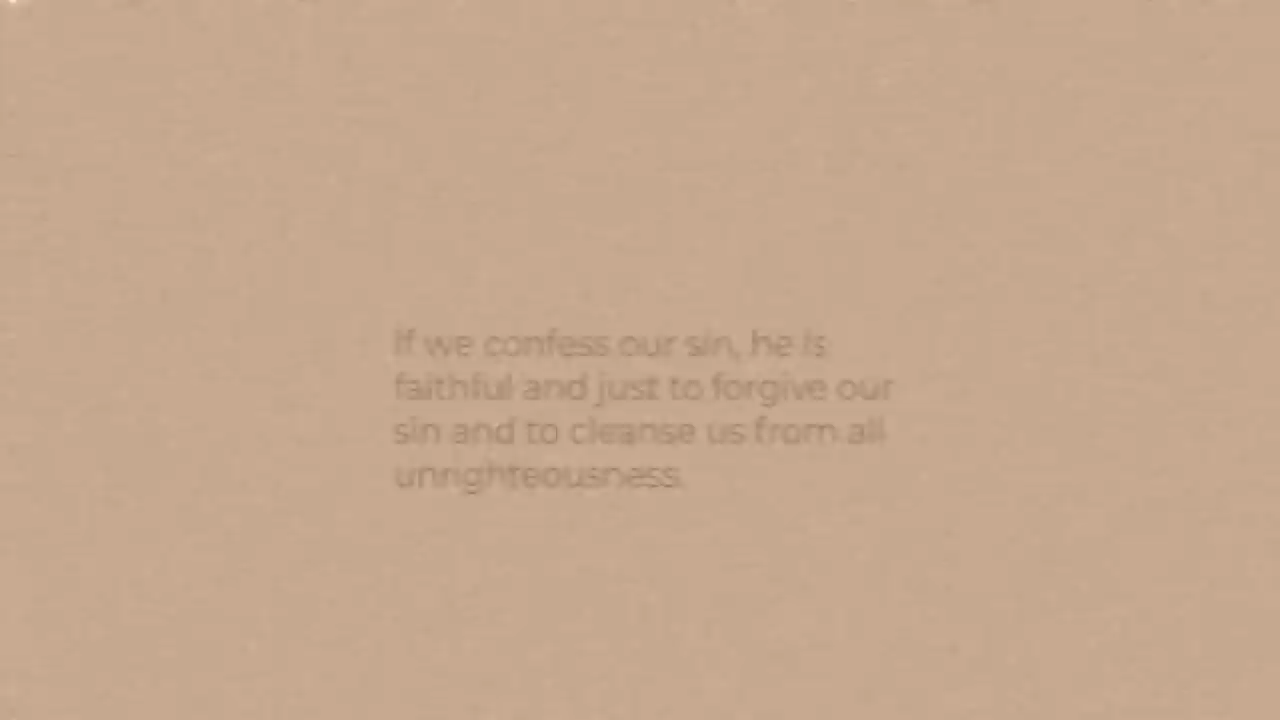 If we confess our sin, he is
faithful and just to forgive our
sin and to cleanse us from all
unrighteousness.